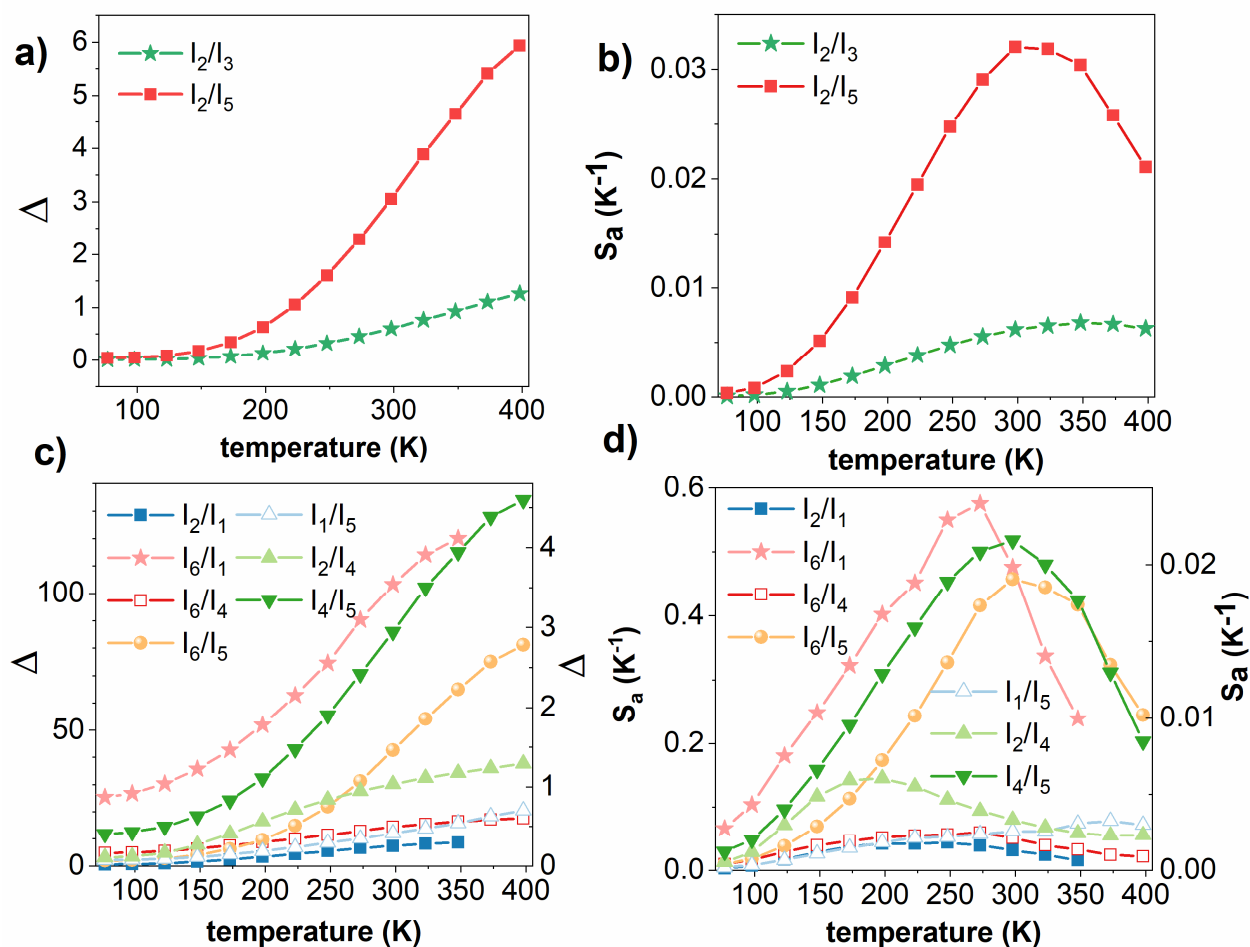 a)
I₂/I₃
I₂/I₅
6
5
4
3
2
1
0
Δ
100 200 300 400
temperature (K)
b)
I₂/I₃
I₂/I₅
0.03
0.02
0.01
0.00
Sₐ (K⁻¹)
100 150 200 250 300 350 400
temperature (K)
c)
I₂/I₁ I₁/I₅
I₆/I₁ I₂/I₄
I₆/I₄ I₄/I₅
I₆/I₅
100
50
0
Δ
4
3
2
1
0
Δ
100 150 200 250 300 350 400
temperature (K)
d)
I₂/I₁
I₆/I₁
I₆/I₄
I₆/I₅
I₁/I₅
I₂/I₄
I₄/I₅
0.6
0.4
0.2
0.0
Sₐ (K⁻¹)
0.02
0.01
0.00
Sₐ (K⁻¹)
100 150 200 250 300 350 400
temperature (K)